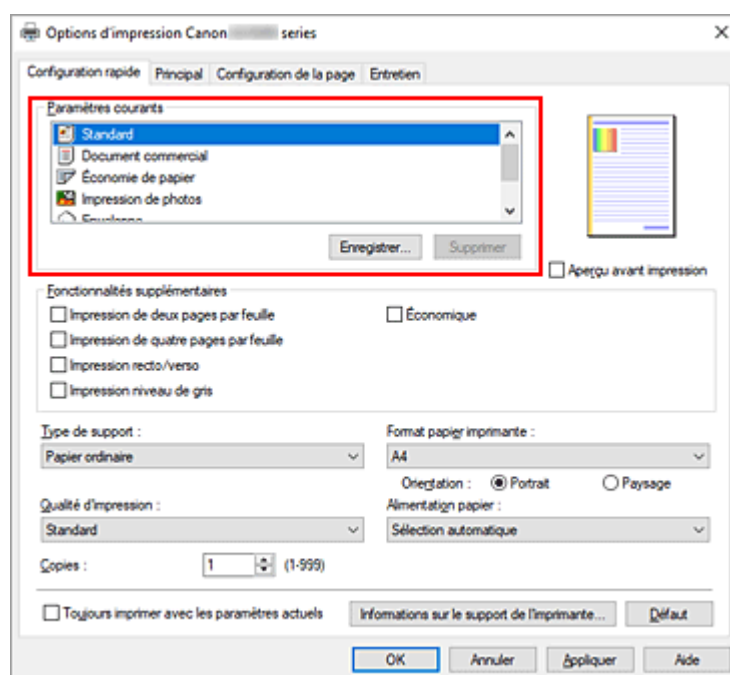 Options d'impression Canon series
Configuration rapide Principal Configuration de la page Entretien
Paramètres courants
Standard
Document commercial
Économie de papier
Impression de photos
Enregistrer... Supprimer
Aperçu avant impression
Fonctionnalités supplémentaires
Impression de deux pages par feuille Économique
Impression de quatre pages par feuille
Impression recto/verso
Impression niveau de gris
Type de support : Format papier imprimante :
Papier ordinaire A4
Orientation : Portrait Paysage
Qualité d'impression : Alimentation papier :
Standard Sélection automatique
Copies : 1 (1-999)
Toujours imprimer avec les paramètres actuels Informations sur le support de l'imprimante... Défaut
OK Annuler Appliquer Aide